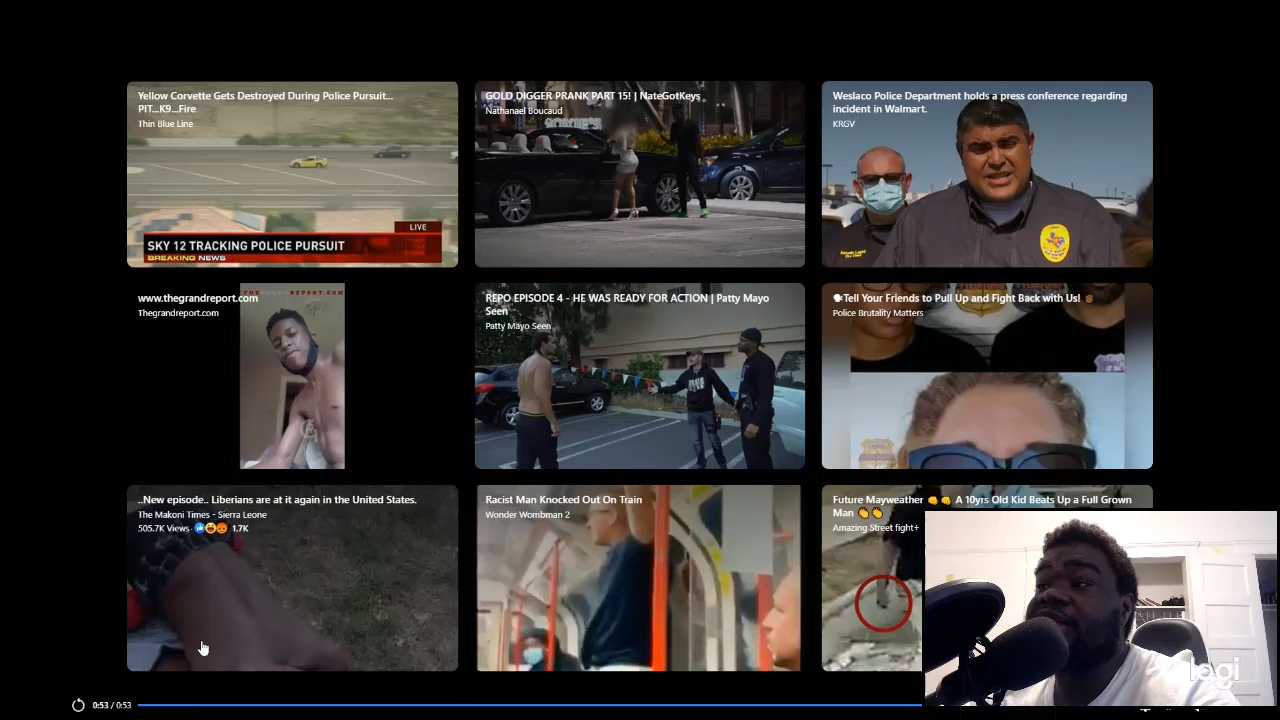 Yellow Corvette Gets Destroyed During Police Pursuit...
PIT...K9...Fire
Thin Blue Line
LIVE
SKY 12 TRACKING POLICE PURSUIT
BREAKING NEWS
GOLD DIGGER PRANK PART 15! | NateGotKeys
Nathanael Boucaud
Weslaco Police Department holds a press conference regarding
incident in Walmart.
KRGV
www.thegrandreport.com
Thegrandreport.com
REPORT.COM
REPO EPISODE 4 - HE WAS READY FOR ACTION | Patty Mayo
Seen
Patty Mayo Seen
🗣Tell Your Friends to Pull Up and Fight Back with Us! ✊🏾
Police Brutality Matters
..New episode.. Liberians are at it again in the United States.
The Makoni Times - Sierra Leone
505.7K Views · 1.7K
Racist Man Knocked Out On Train
Wonder Wombman 2
Future Mayweather 👊👊 A 10yrs Old Kid Beats Up a Full Grown
Man 👏👏
Amazing Street fight+
logi
0:53 / 0:53